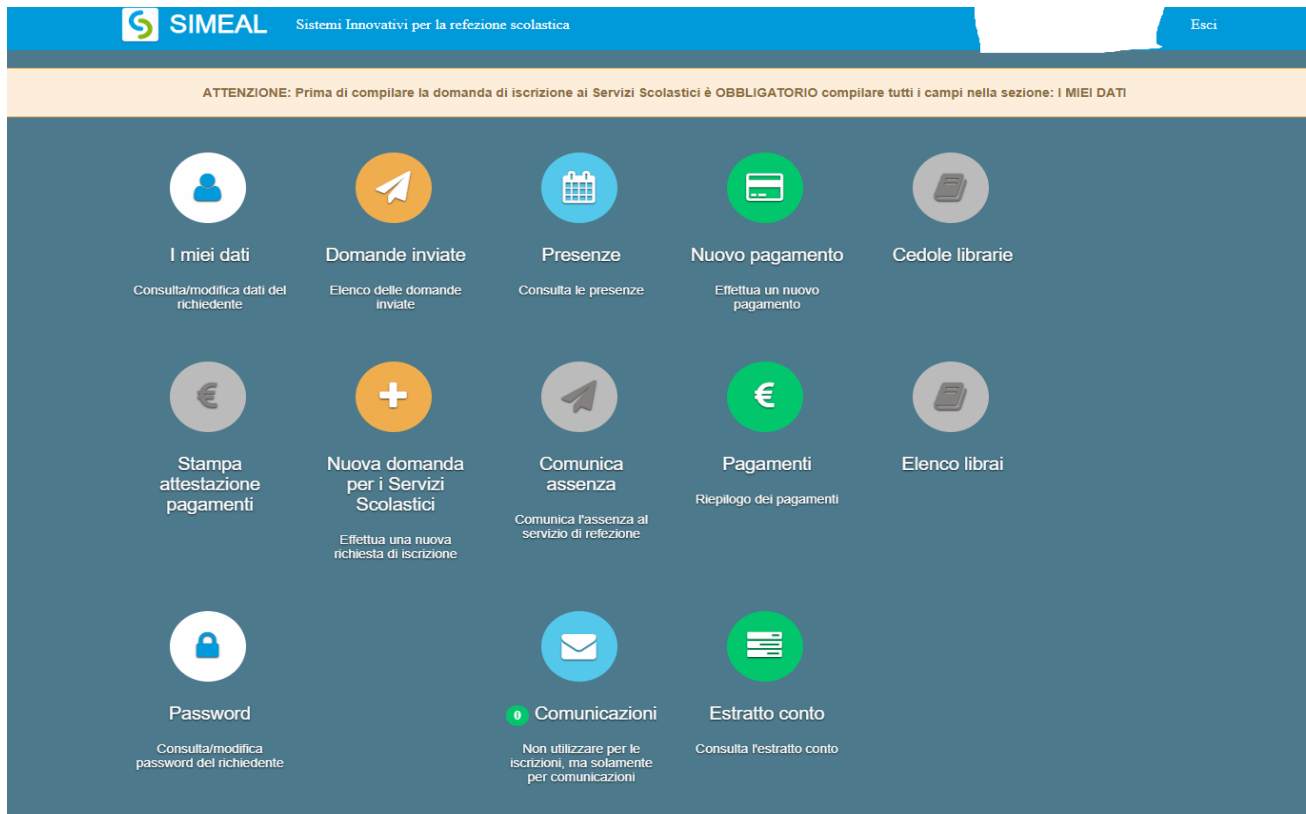 SIMEAL Sistemi Innovativi per la refezione scolastica Esci
ATTENZIONE: Prima di compilare la domanda di iscrizione ai Servizi Scolastici è OBBLIGATORIO compilare tutti i campi nella sezione: I MIEI DATI
I miei dati
Consulta/modifica dati del
richiedente
Domande inviate
Elenco delle domande
inviate
Presenze
Consulta le presenze
Nuovo pagamento
Effettua un nuovo
pagamento
Cedole librarie
€
Stampa
attestazione
pagamenti
Nuova domanda
per i Servizi
Scolastici
Effettua una nuova
richiesta di iscrizione
Comunica
assenza
Comunica l'assenza al
servizio di refezione
€
Pagamenti
Riepilogo dei pagamenti
Elenco librai
Password
Consulta/modifica
password del richiedente
0 Comunicazioni
Non utilizzare per le
iscrizioni, ma solamente
per comunicazioni
Estratto conto
Consulta l'estratto conto